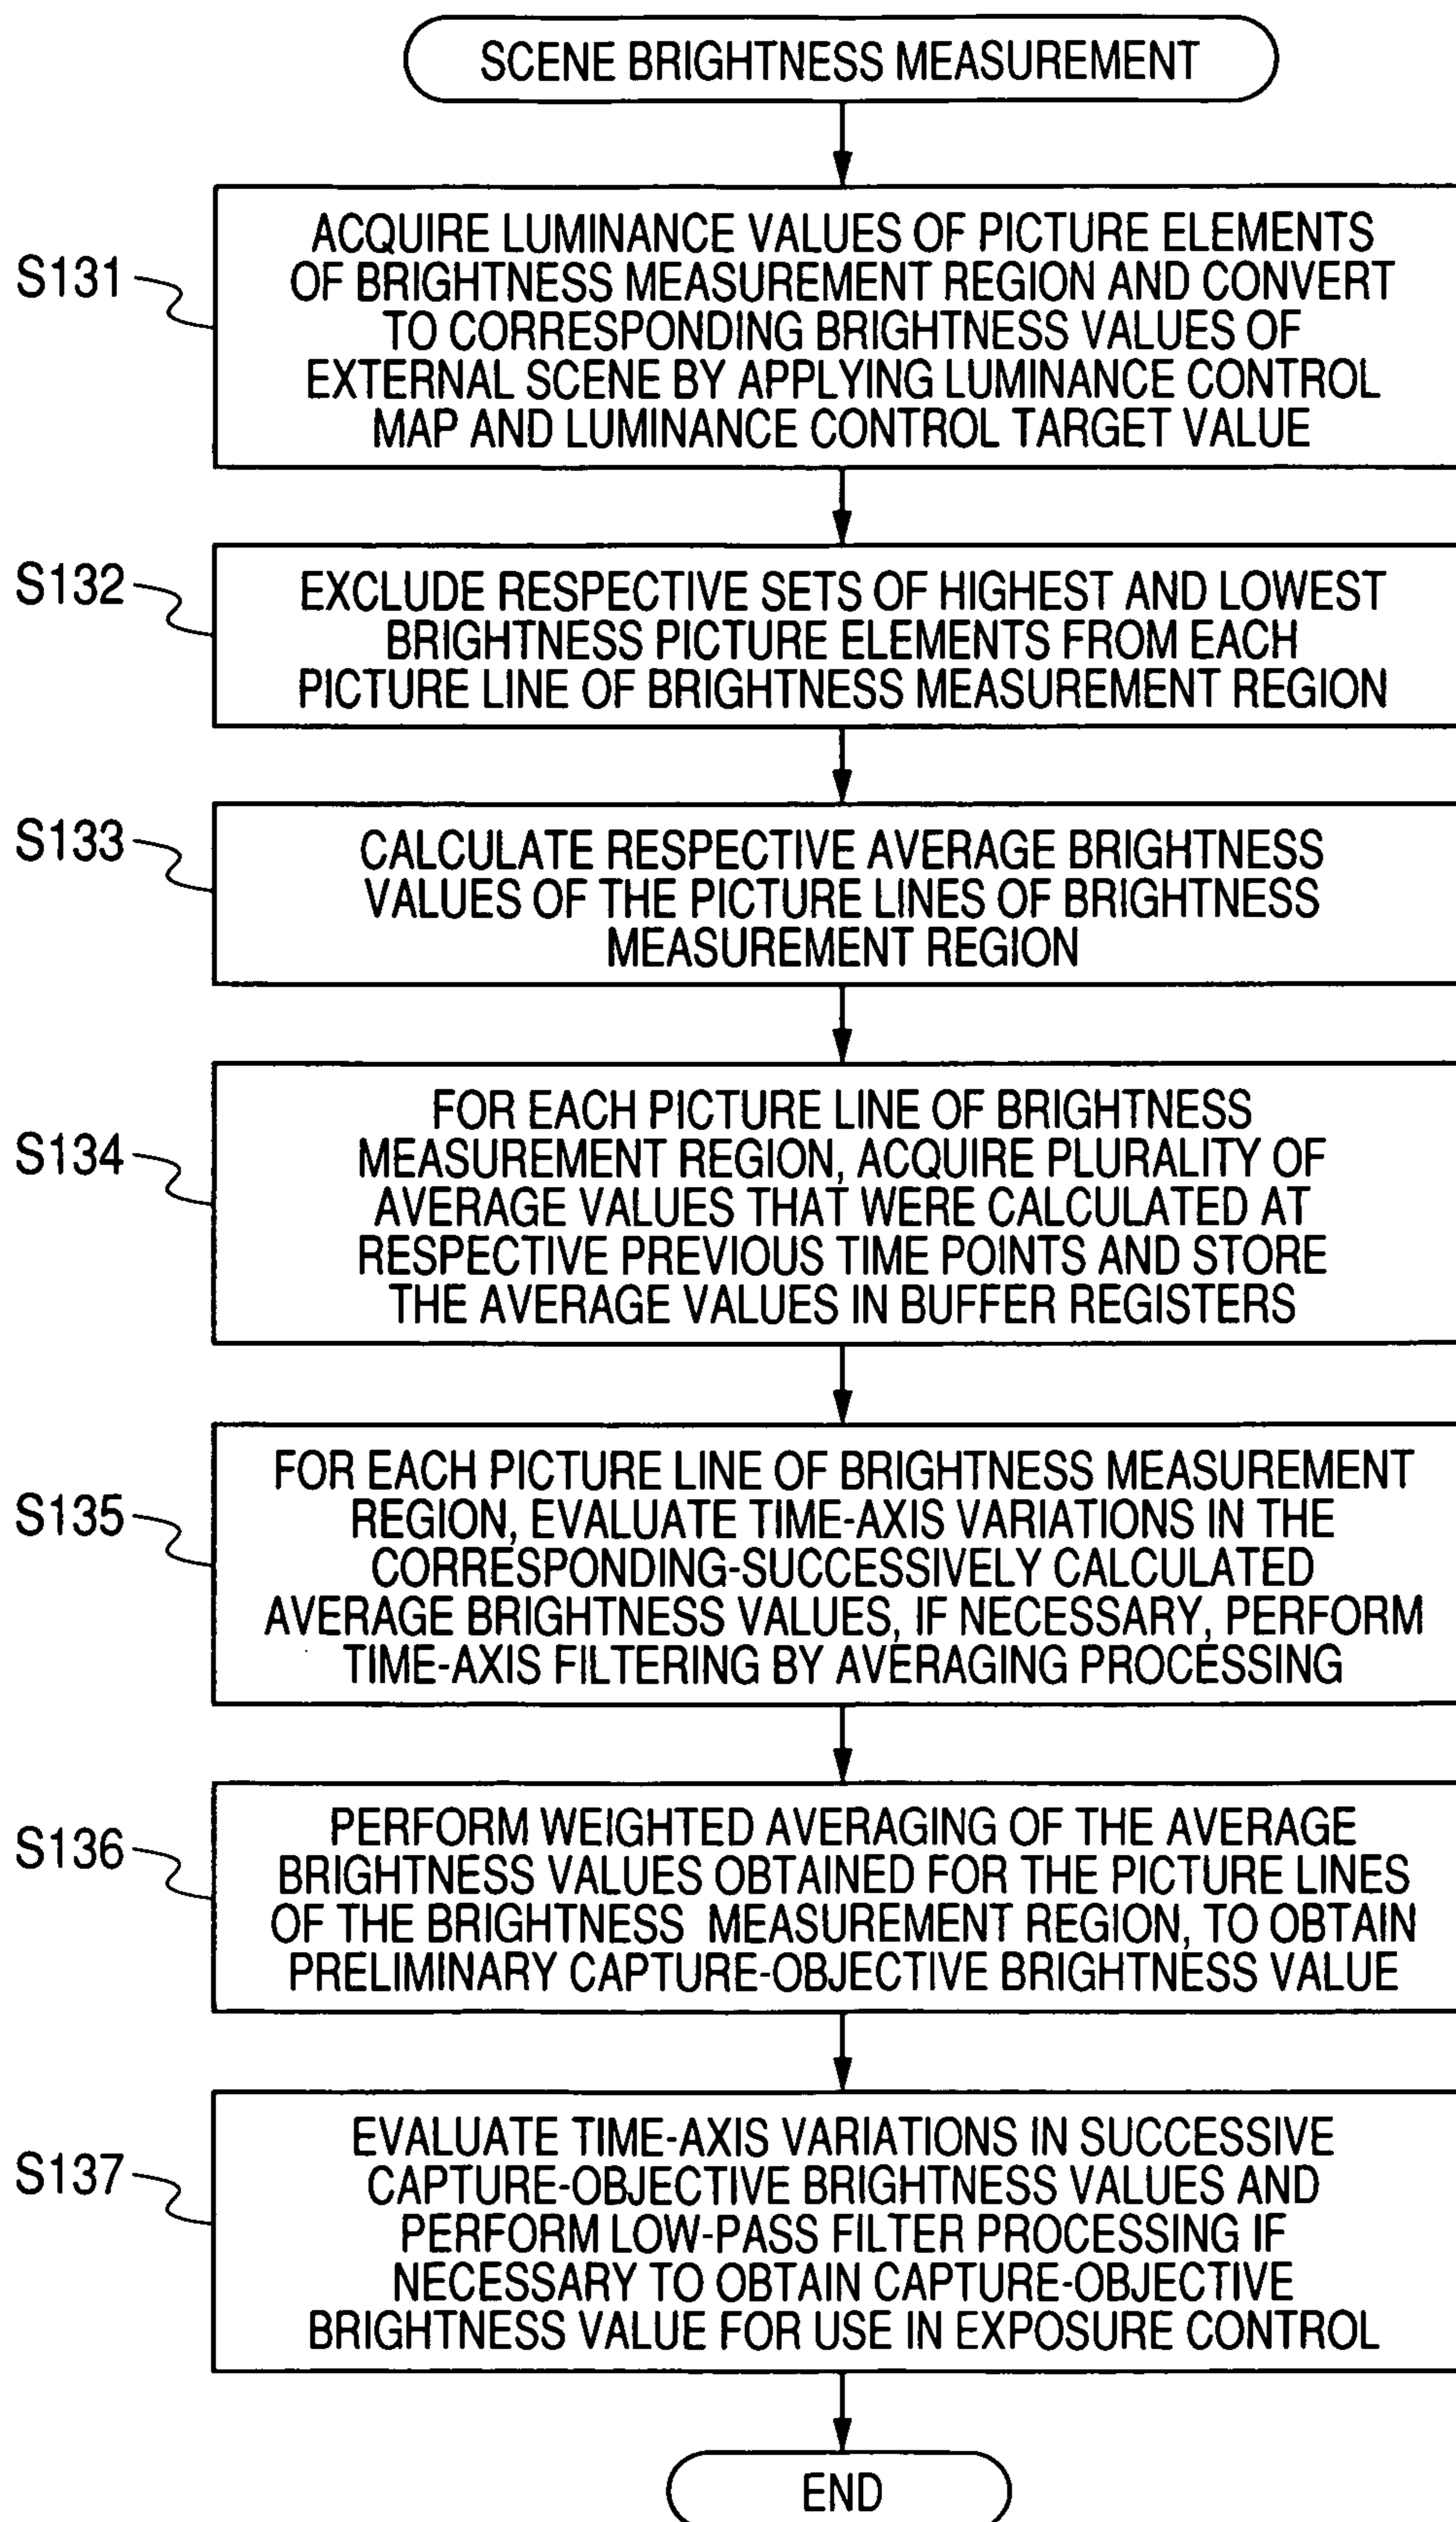 SCENE BRIGHTNESS MEASUREMENT
S131
ACQUIRE LUMINANCE VALUES OF PICTURE ELEMENTS
OF BRIGHTNESS MEASUREMENT REGION AND CONVERT
TO CORRESPONDING BRIGHTNESS VALUES OF
EXTERNAL SCENE BY APPLYING LUMINANCE CONTROL
MAP AND LUMINANCE CONTROL TARGET VALUE
S132
EXCLUDE RESPECTIVE SETS OF HIGHEST AND LOWEST
BRIGHTNESS PICTURE ELEMENTS FROM EACH
PICTURE LINE OF BRIGHTNESS MEASUREMENT REGION
S133
CALCULATE RESPECTIVE AVERAGE BRIGHTNESS
VALUES OF THE PICTURE LINES OF BRIGHTNESS
MEASUREMENT REGION
S134
FOR EACH PICTURE LINE OF BRIGHTNESS
MEASUREMENT REGION, ACQUIRE PLURALITY OF
AVERAGE VALUES THAT WERE CALCULATED AT
RESPECTIVE PREVIOUS TIME POINTS AND STORE
THE AVERAGE VALUES IN BUFFER REGISTERS
S135
FOR EACH PICTURE LINE OF BRIGHTNESS MEASUREMENT
REGION, EVALUATE TIME-AXIS VARIATIONS IN THE
CORRESPONDING-SUCCESSIVELY CALCULATED
AVERAGE BRIGHTNESS VALUES, IF NECESSARY, PERFORM
TIME-AXIS FILTERING BY AVERAGING PROCESSING
S136
PERFORM WEIGHTED AVERAGING OF THE AVERAGE
BRIGHTNESS VALUES OBTAINED FOR THE PICTURE LINES
OF THE BRIGHTNESS MEASUREMENT REGION, TO OBTAIN
PRELIMINARY CAPTURE-OBJECTIVE BRIGHTNESS VALUE
S137
EVALUATE TIME-AXIS VARIATIONS IN SUCCESSIVE
CAPTURE-OBJECTIVE BRIGHTNESS VALUES AND
PERFORM LOW-PASS FILTER PROCESSING IF
NECESSARY TO OBTAIN CAPTURE-OBJECTIVE
BRIGHTNESS VALUE FOR USE IN EXPOSURE CONTROL
END